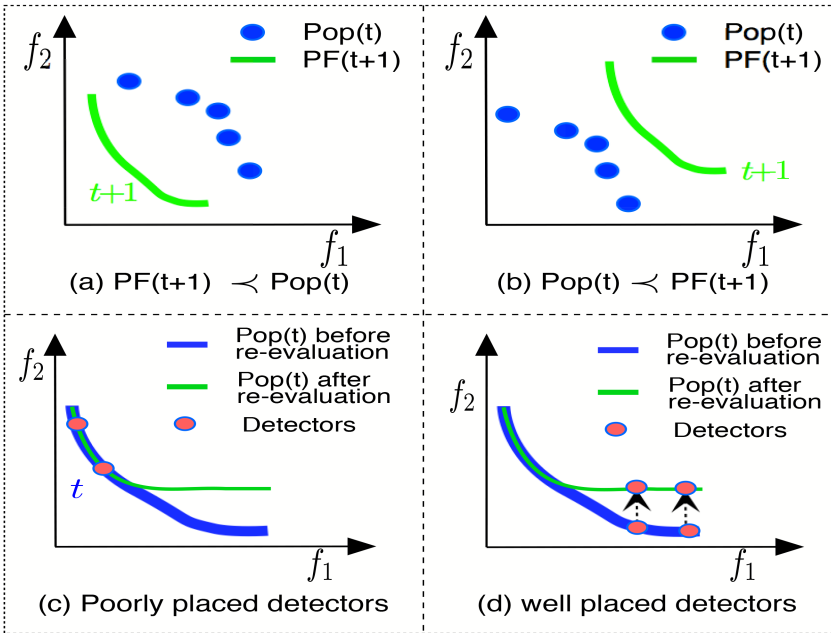 f₂
Pop(t)
PF(t+1)
t+1
f₁
(a) PF(t+1) ≺ Pop(t)
f₂
Pop(t)
PF(t+1)
t+1
f₁
(b) Pop(t) ≺ PF(t+1)
f₂
Pop(t) before
re-evaluation
Pop(t) after
re-evaluation
Detectors
t
f₁
(c) Poorly placed detectors
f₂
Pop(t) before
re-evaluation
Pop(t) after
re-evaluation
Detectors
f₁
(d) well placed detectors